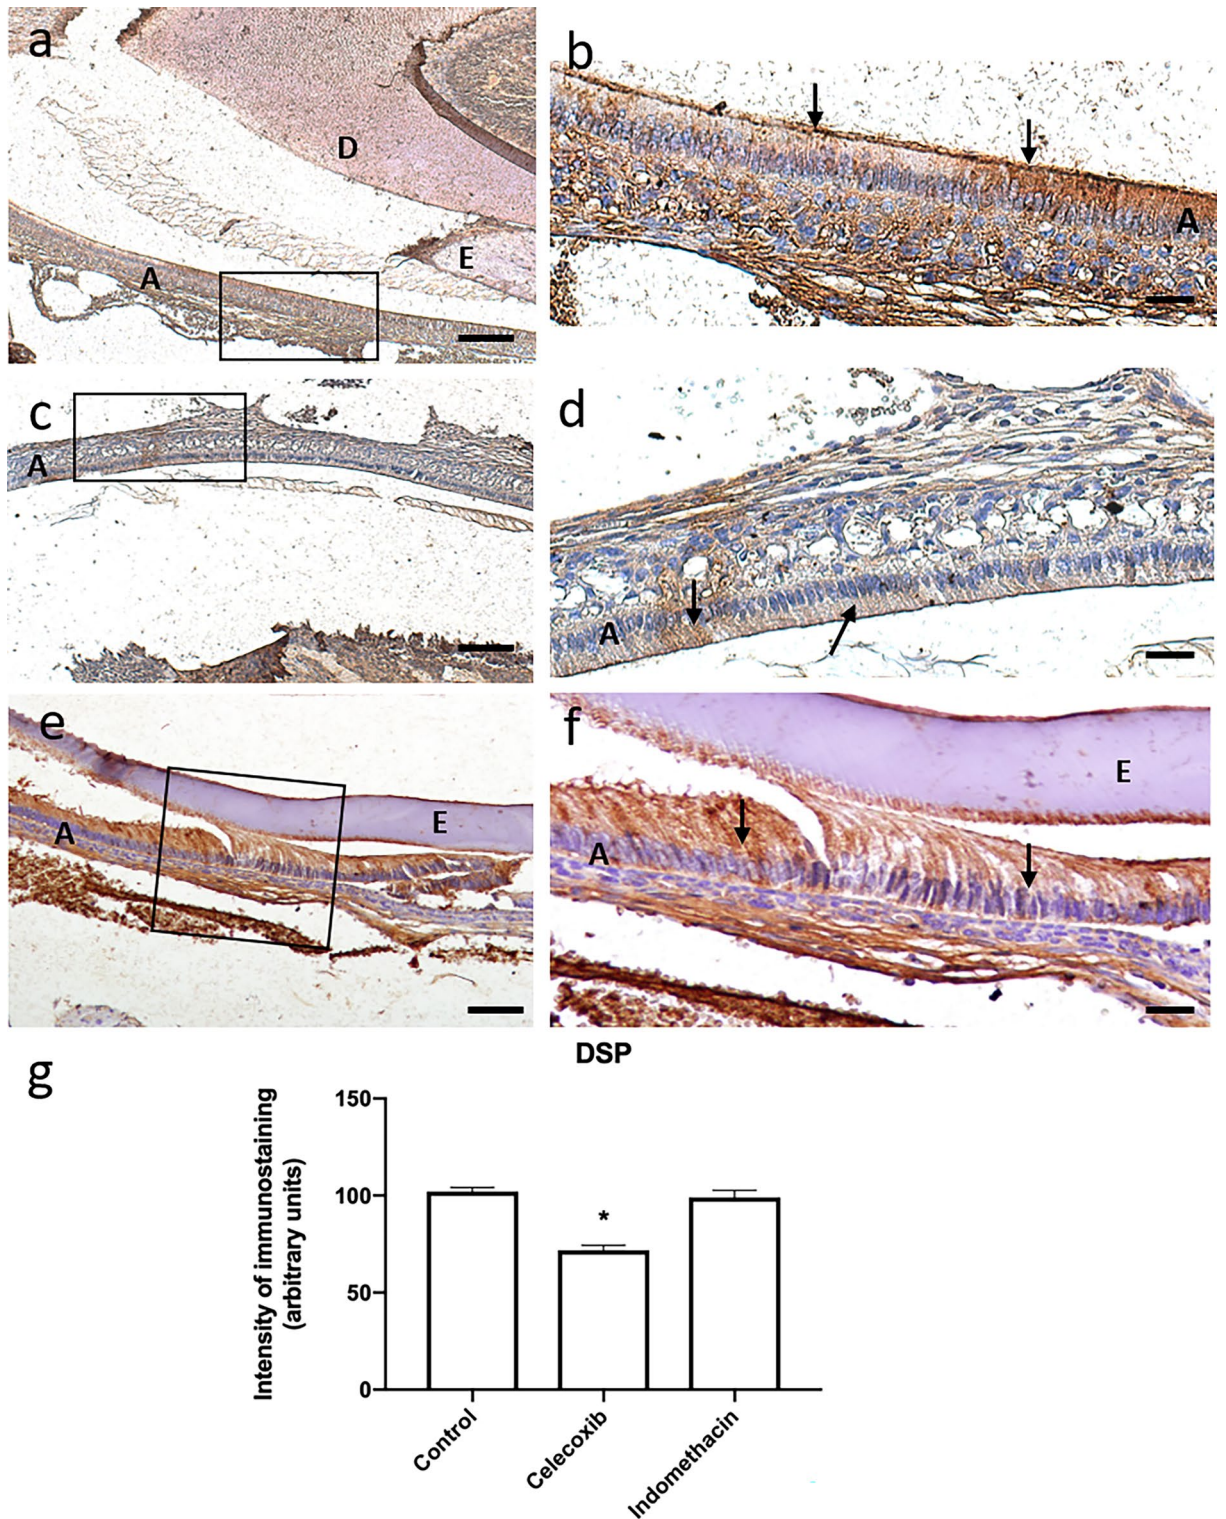 a
D
E
A
b
A
c
A
d
A
e
E
A
f
E
A
g
DSP
Intensity of immunostaining
(arbitrary units)
150
100
50
0
*
Control
Celecoxib
Indomethacin